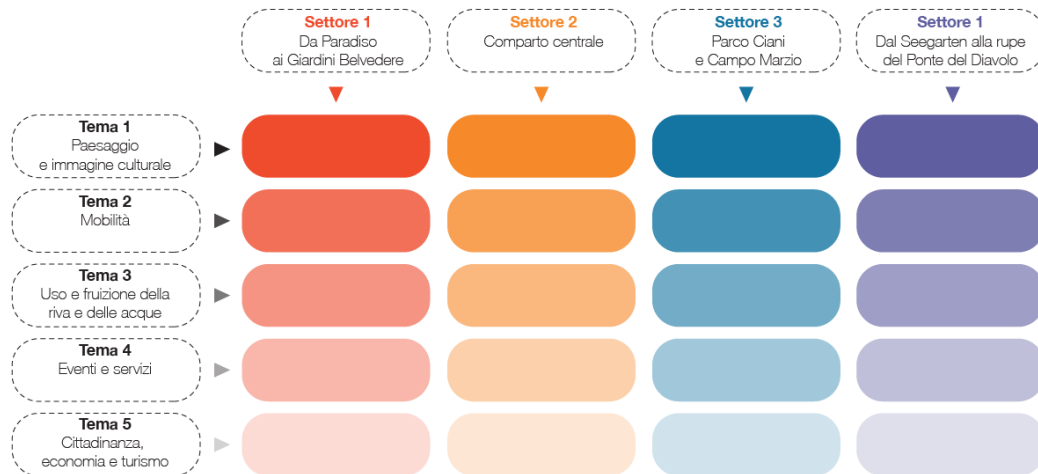 Settore 1
Da Paradiso
ai Giardini Belvedere
Settore 2
Comparto centrale
Settore 3
Parco Ciani
e Campo Marzio
Settore 1
Dal Seegarten alla rupe
del Ponte del Diavolo
Tema 1
Paesaggio
e immagine culturale
Tema 2
Mobilità
Tema 3
Uso e fruizione della
riva e delle acque
Tema 4
Eventi e servizi
Tema 5
Cittadinanza,
economia e turismo